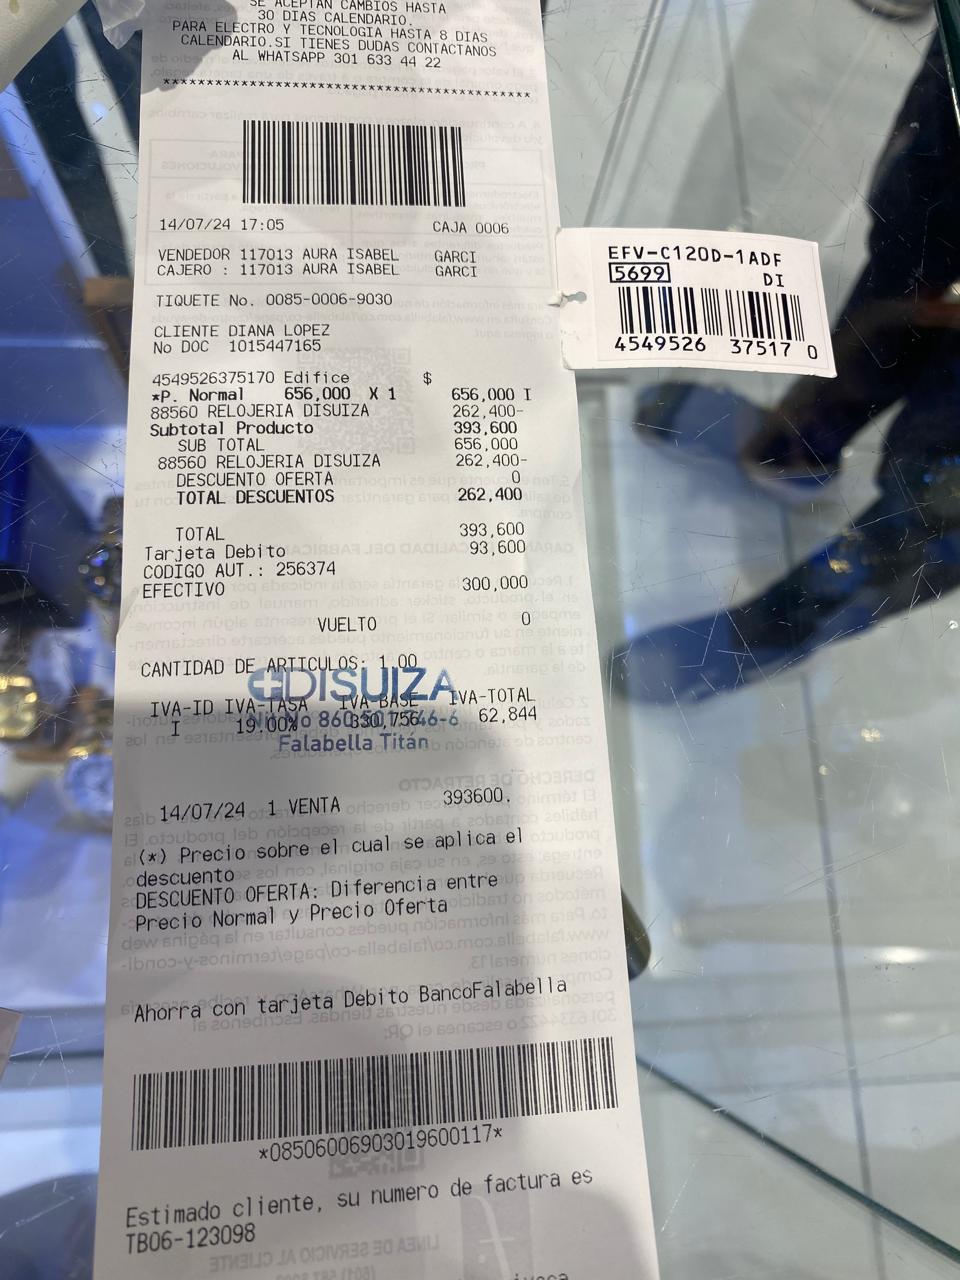 SE ACEPTAN CAMBIOS HASTA
30 DIAS CALENDARIO.
PARA ELECTRO Y TECNOLOGIA HASTA 8 DIAS
CALENDARIO.SI TIENES DUDAS CONTACTANOS
AL WHATSAPP 301 633 44 22
14/07/24 17:05 CAJA 0006
VENDEDOR 117013 AURA ISABEL GARCI
CAJERO : 117013 AURA ISABEL GARCI
TIQUETE No. 0085-0006-9030
CLIENTE DIANA LOPEZ
No DOC 1015447165
4549526375170 Edifice $
*P. Normal 656,000 X 1 656,000 I
88560 RELOJERIA DISUIZA 262,400-
Subtotal Producto 393,600
SUB TOTAL 656,000
88560 RELOJERIA DISUIZA 262,400-
DESCUENTO OFERTA 0
TOTAL DESCUENTOS 262,400
TOTAL 393,600
Tarjeta Debito 93,600
CODIGO AUT.: 256374
EFECTIVO 300,000
VUELTO 0
CANTIDAD DE ARTICULOS: 1.00
DISUIZA
IVA-ID IVA-TASA IVA-BASE IVA-TOTAL
I 19.00% 330,756 62,844
Nit No 860.301.746-6
Falabella Titán
14/07/24 1 VENTA 393600.
(*) Precio sobre el cual se aplica el
descuento
DESCUENTO OFERTA: Diferencia entre
Precio Normal y Precio Oferta
Ahorra con tarjeta Debito BancoFalabella
*08506006903019600117*
Estimado cliente, su numero de factura es
TB06-123098
EFV-C120D-1ADF
5699 DI
4549526 37517 0